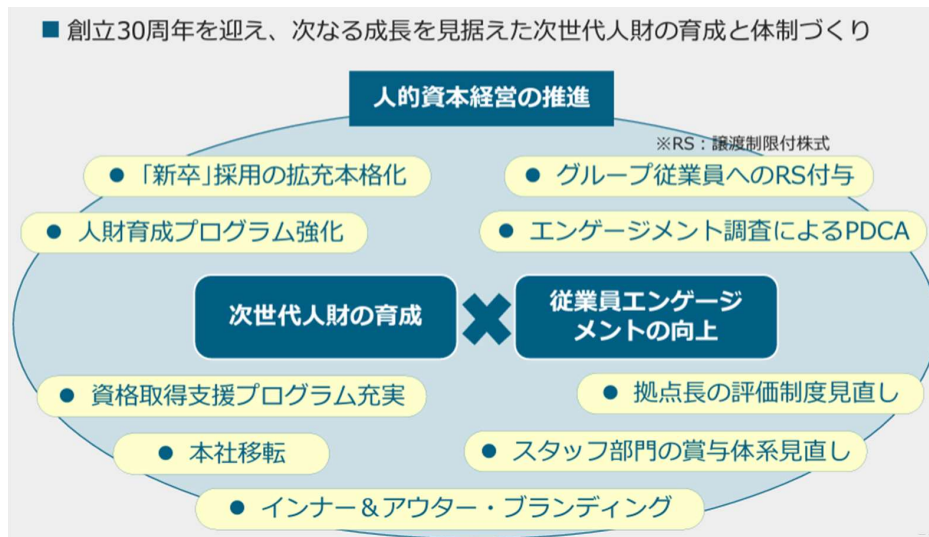 ■ 創立30周年を迎え、次なる成長を見据えた次世代人財の育成と体制づくり
人的資本経営の推進
※RS：譲渡制限付株式
● 「新卒」採用の拡充本格化
● グループ従業員へのRS付与
● 人財育成プログラム強化
● エンゲージメント調査によるPDCA
次世代人財の育成
✖
従業員エンゲージ
メントの向上
● 資格取得支援プログラム充実
● 拠点長の評価制度見直し
● 本社移転
● スタッフ部門の賞与体系見直し
● インナー＆アウター・ブランディング